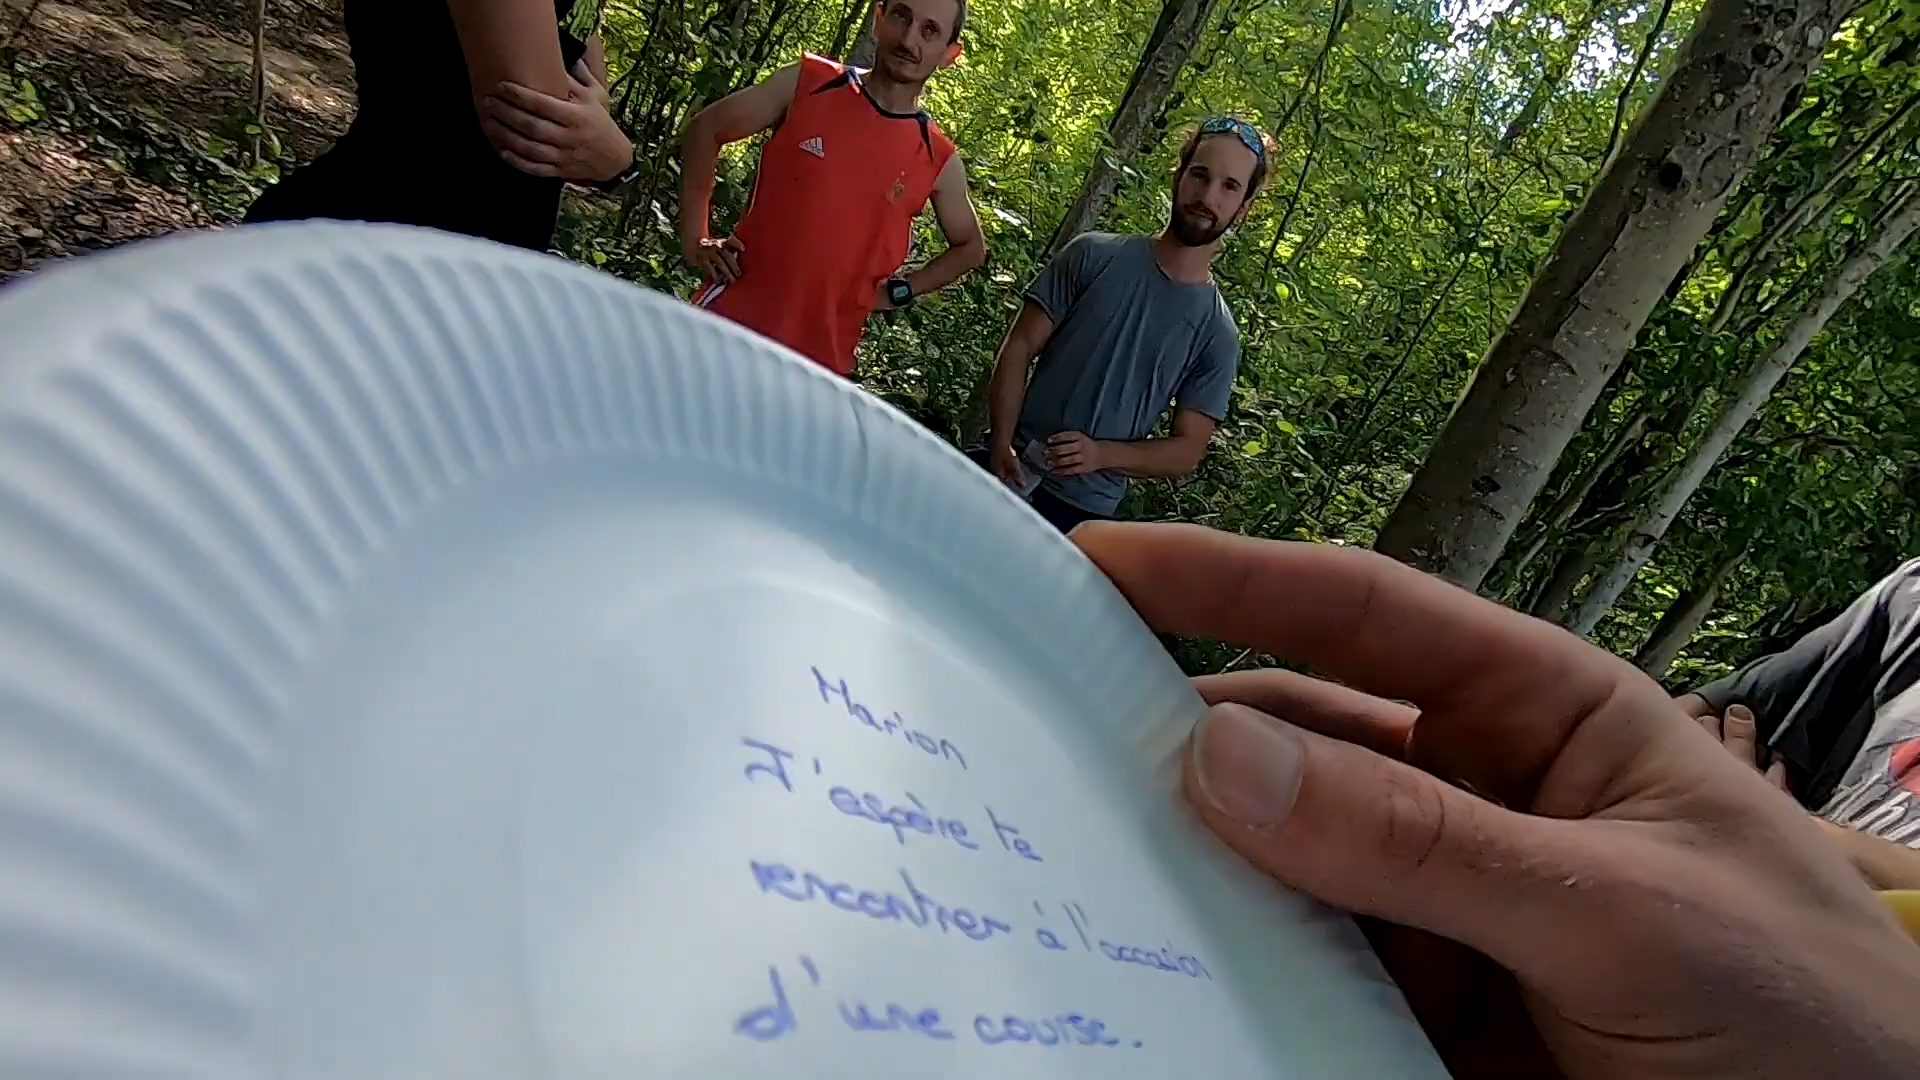 Marion
J'espère te
rencontrer à l'occasion
d'une course.